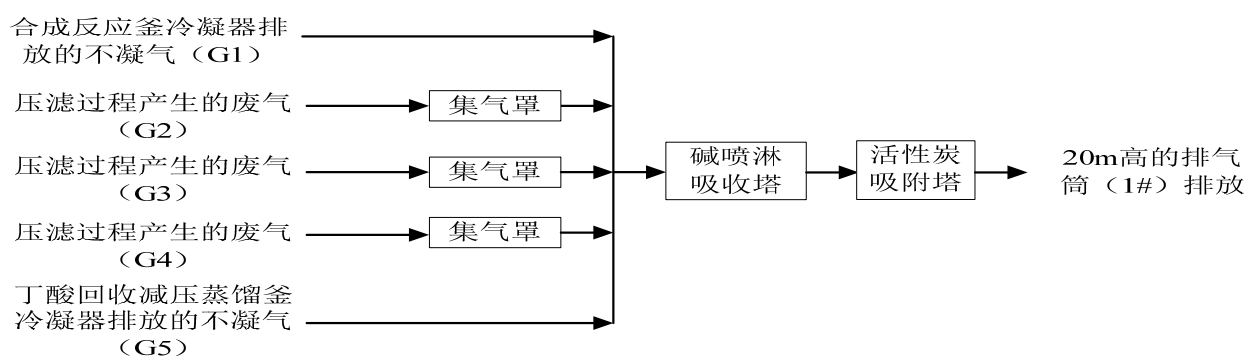 合成反应釜冷凝器排
放的不凝气（G1）
压滤过程产生的废气
（G2）
集气罩
压滤过程产生的废气
（G3）
集气罩
压滤过程产生的废气
（G4）
集气罩
丁酸回收减压蒸馏釜
冷凝器排放的不凝气
（G5）
碱喷淋
吸收塔
活性炭
吸附塔
20m高的排气
筒（1#）排放